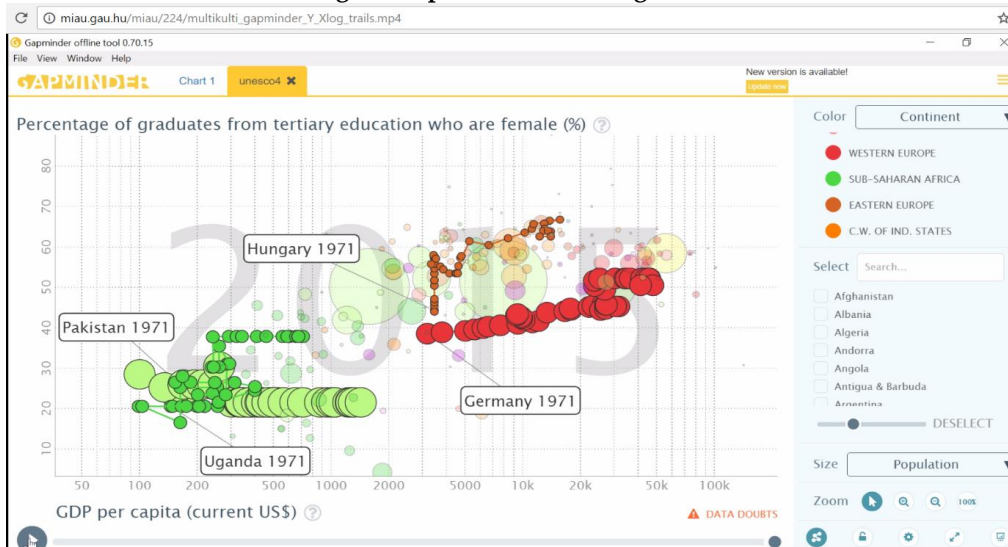 miau.gau.hu/miau/224/multikulti_gapminder_Y_Xlog_trails.mp4
Gapminder offline tool 0.70.15
File View Window Help
GAPMINDER Chart 1 unesco4 ✖
New version is available!
Update now
Percentage of graduates from tertiary education who are female (%) ?
80
70
60
50
40
30
20
10
2015
Hungary 1971
Pakistan 1971
Germany 1971
Uganda 1971
50 100 200 500 1000 2000 5000 10k 20k 50k 100k
GDP per capita (current US$) ?
DATA DOUBTS
Color Continent
WESTERN EUROPE
SUB-SAHARAN AFRICA
EASTERN EUROPE
C.W. OF IND. STATES
Select Search...
Afghanistan
Albania
Algeria
Andorra
Angola
Antigua & Barbuda
Argentina
DESELECT
Size Population
Zoom 100%